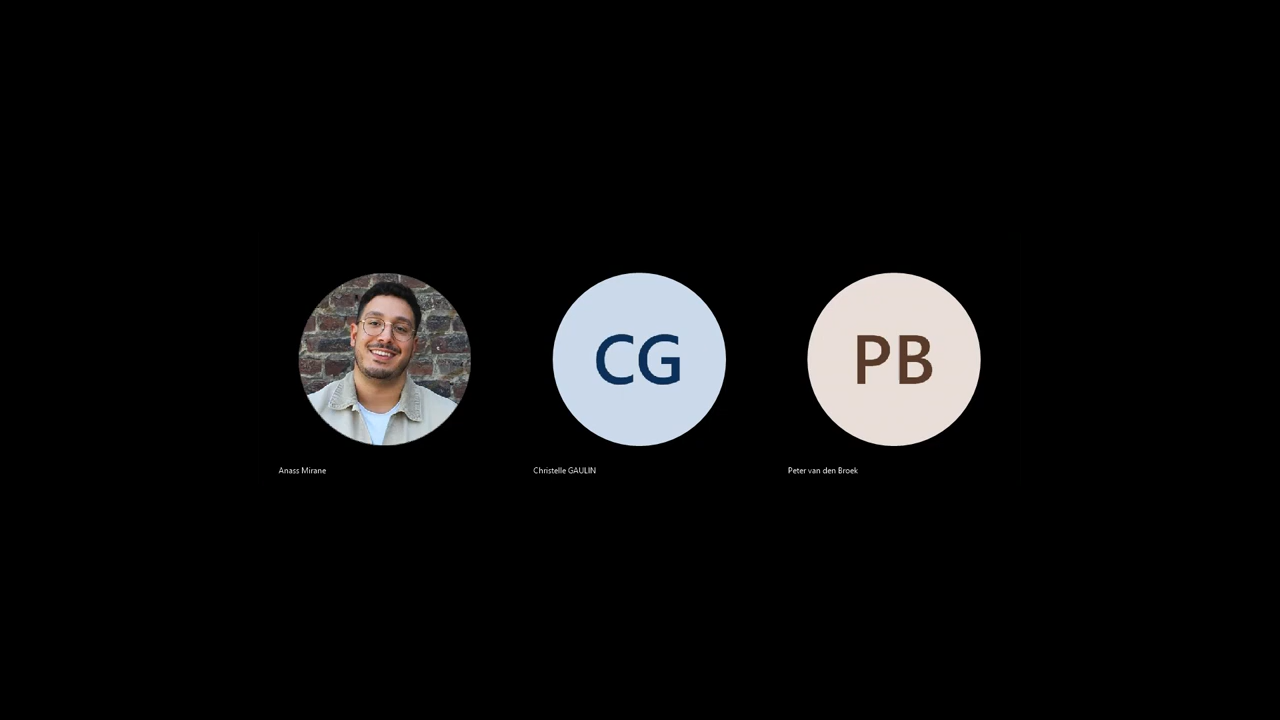 CG
PB
Anass Mirane
Christelle GAULIN
Peter van den Broek